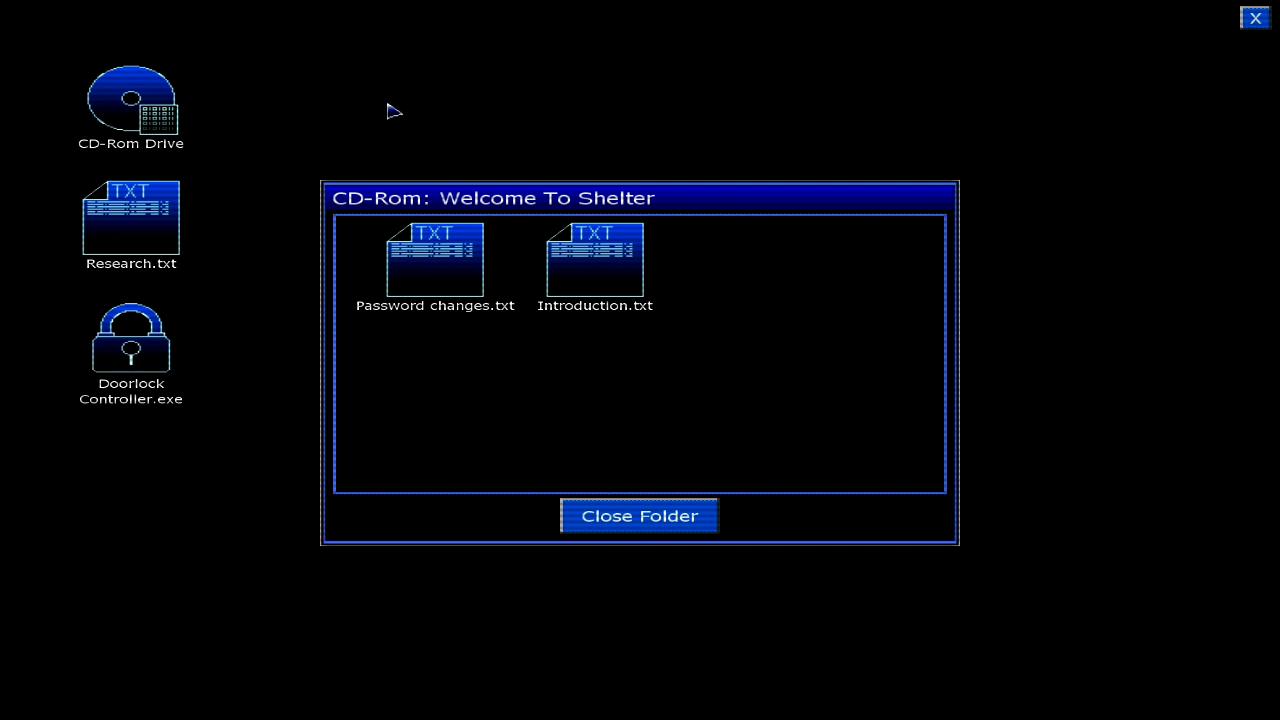 X
CD-Rom Drive
TXT
Research.txt
Doorlock
Controller.exe
CD-Rom: Welcome To Shelter
TXT
Password changes.txt
TXT
Introduction.txt
Close Folder